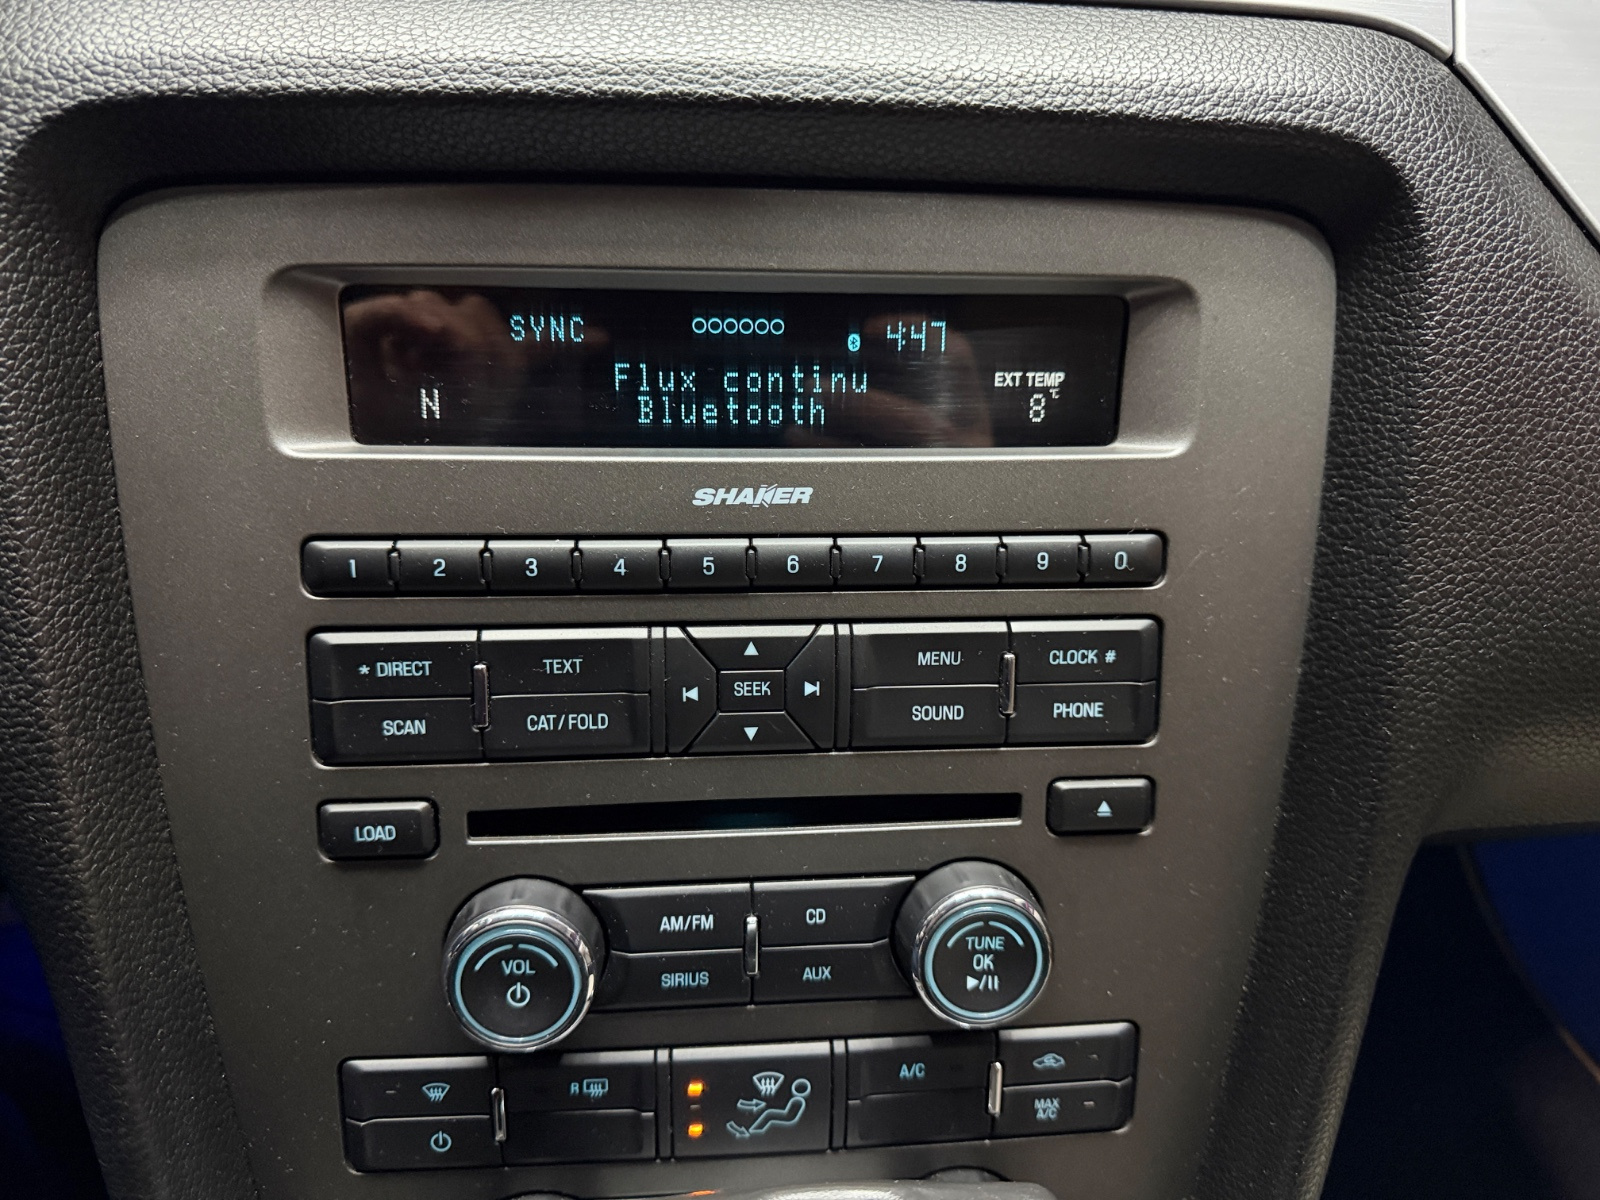 SYNC 4:47
Flux continu
EXT TEMP
N Bluetooth 8°C
SHAKER
1 2 3 4 5 6 7 8 9 0
* DIRECT TEXT MENU CLOCK #
SEEK
SCAN CAT/FOLD SOUND PHONE
LOAD
AM/FM CD
VOL SIRIUS AUX TUNE
OK
R A/C
MAX
A/C